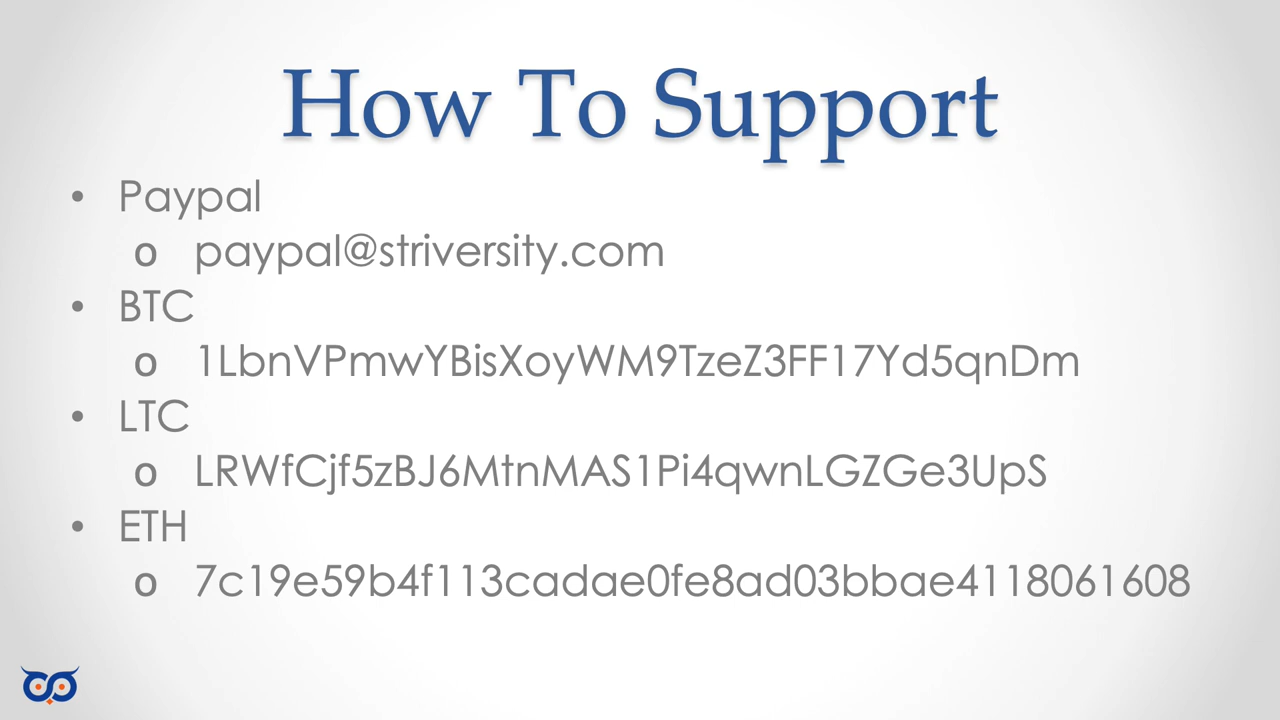 How To Support
• Paypal
o paypal@striversity.com
• BTC
o 1LbnVPmwYBisXoyWM9TzeZ3FF17Yd5qnDm
• LTC
o LRWfCjf5zBJ6MtnMAS1Pi4qwnLGZGe3UpS
• ETH
o 7c19e59b4f113cadae0fe8ad03bbae4118061608